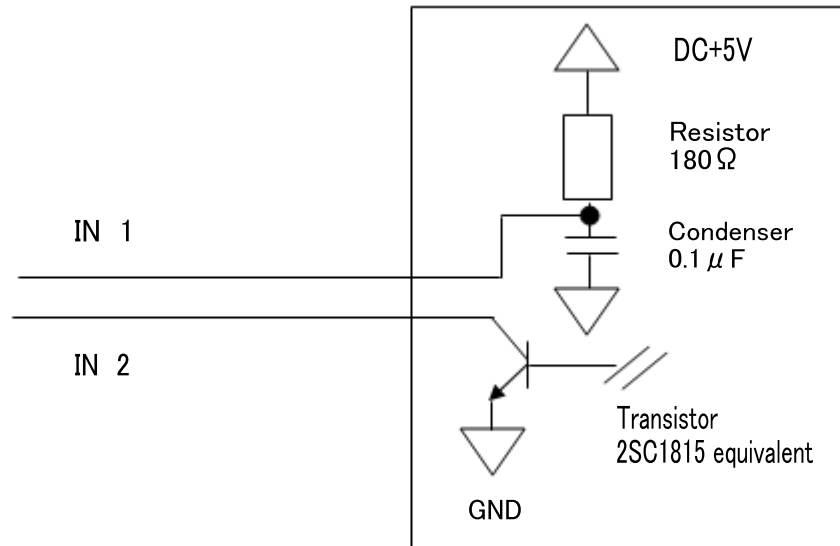 DC+5V
Resistor
180Ω
IN 1
Condenser
0.1μF
IN 2
Transistor
2SC1815 equivalent
GND